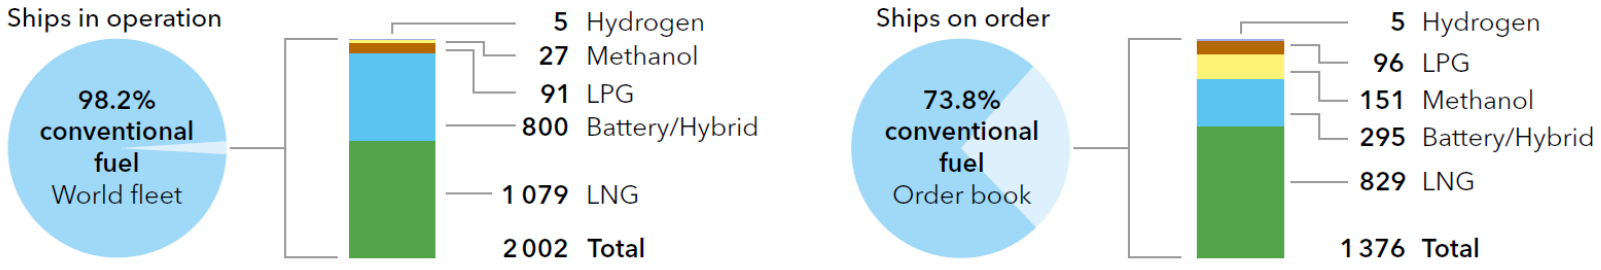 Ships in operation
98.2%
conventional
fuel
World fleet
5 Hydrogen
27 Methanol
91 LPG
800 Battery/Hybrid
1 079 LNG
2 002 Total
Ships on order
73.8%
conventional
fuel
Order book
5 Hydrogen
96 LPG
151 Methanol
295 Battery/Hybrid
829 LNG
1 376 Total